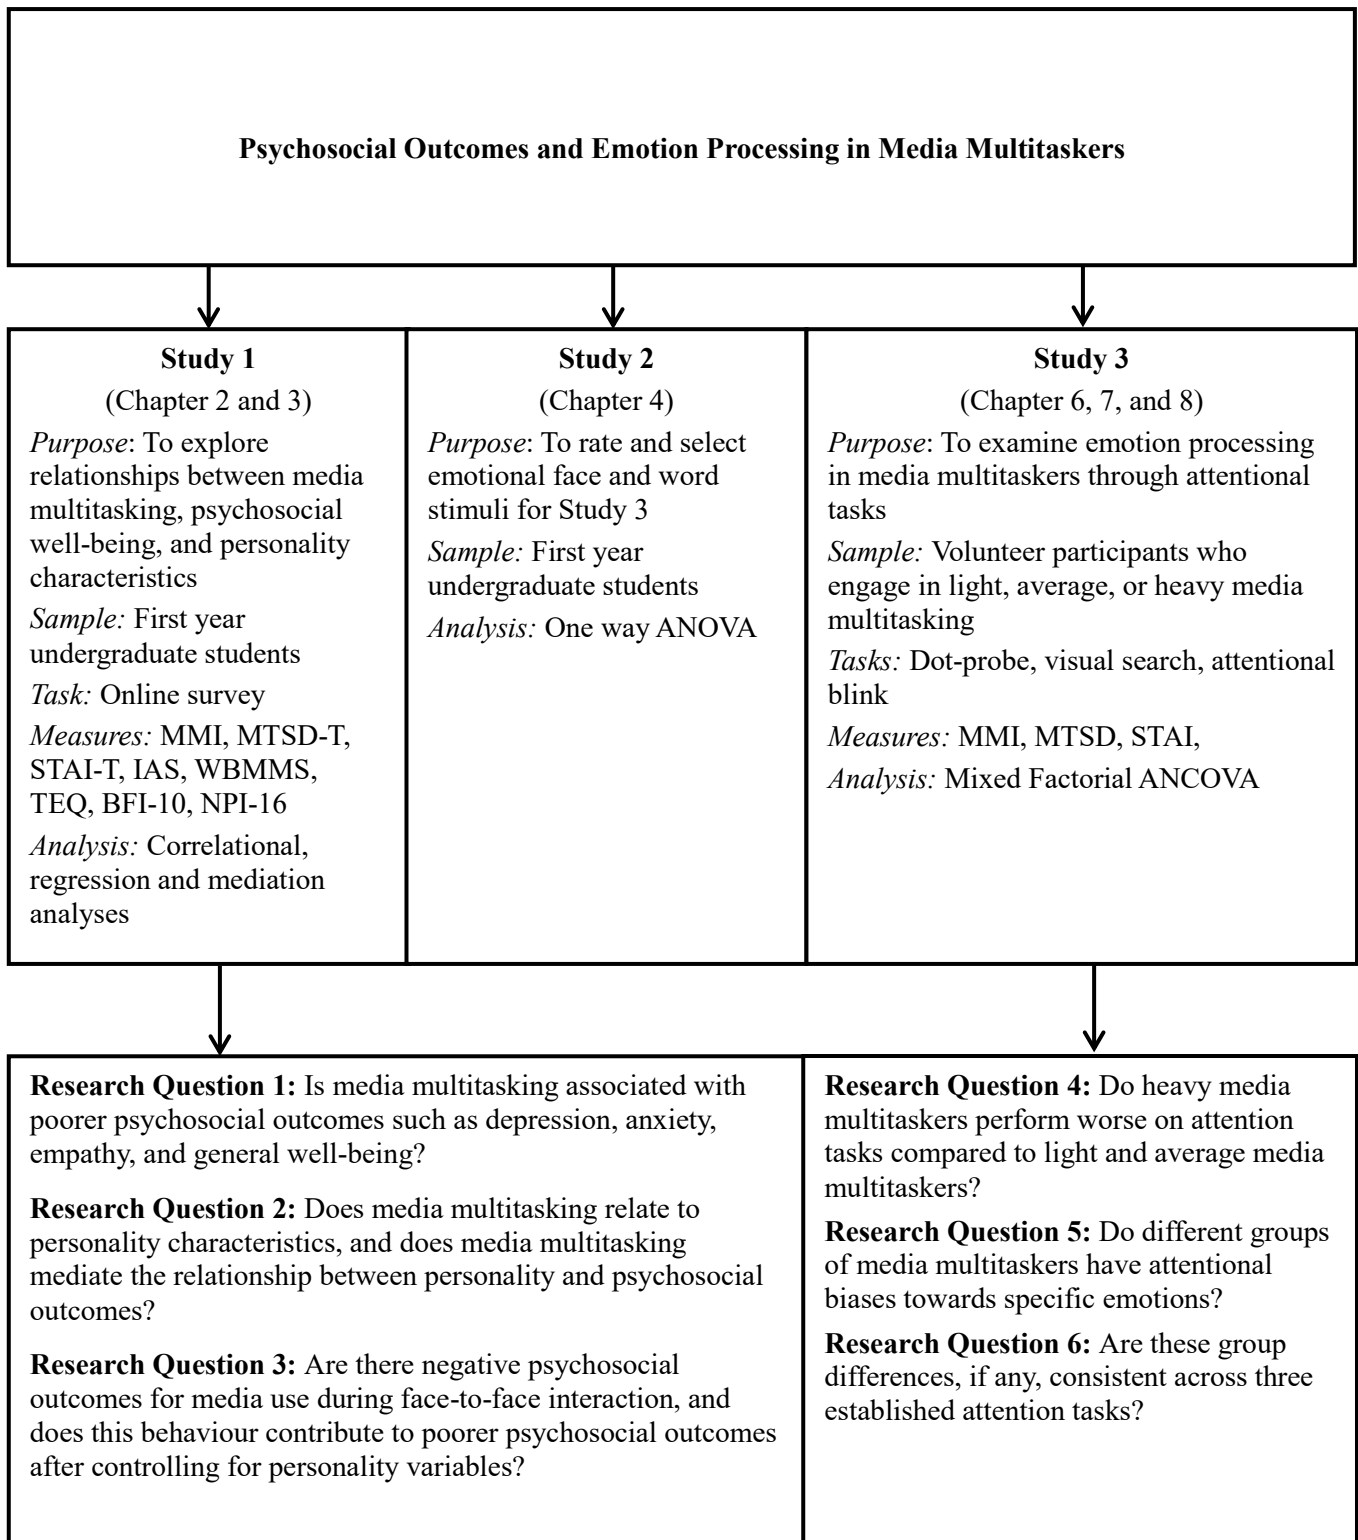 Psychosocial Outcomes and Emotion Processing in Media Multitaskers
Study 1
(Chapter 2 and 3)
Purpose: To explore
relationships between media
multitasking, psychosocial
well-being, and personality
characteristics
Sample: First year
undergraduate students
Task: Online survey
Measures: MMI, MTSD-T,
STAI-T, IAS, WBMMS,
TEQ, BFI-10, NPI-16
Analysis: Correlational,
regression and mediation
analyses
Study 2
(Chapter 4)
Purpose: To rate and select
emotional face and word
stimuli for Study 3
Sample: First year
undergraduate students
Analysis: One way ANOVA
Study 3
(Chapter 6, 7, and 8)
Purpose: To examine emotion processing
in media multitaskers through attentional
tasks
Sample: Volunteer participants who
engage in light, average, or heavy media
multitasking
Tasks: Dot-probe, visual search, attentional
blink
Measures: MMI, MTSD, STAI,
Analysis: Mixed Factorial ANCOVA
Research Question 1: Is media multitasking associated with
poorer psychosocial outcomes such as depression, anxiety,
empathy, and general well-being?
Research Question 2: Does media multitasking relate to
personality characteristics, and does media multitasking
mediate the relationship between personality and psychosocial
outcomes?
Research Question 3: Are there negative psychosocial
outcomes for media use during face-to-face interaction, and
does this behaviour contribute to poorer psychosocial outcomes
after controlling for personality variables?
Research Question 4: Do heavy media
multitaskers perform worse on attention
tasks compared to light and average media
multitaskers?
Research Question 5: Do different groups
of media multitaskers have attentional
biases towards specific emotions?
Research Question 6: Are these group
differences, if any, consistent across three
established attention tasks?